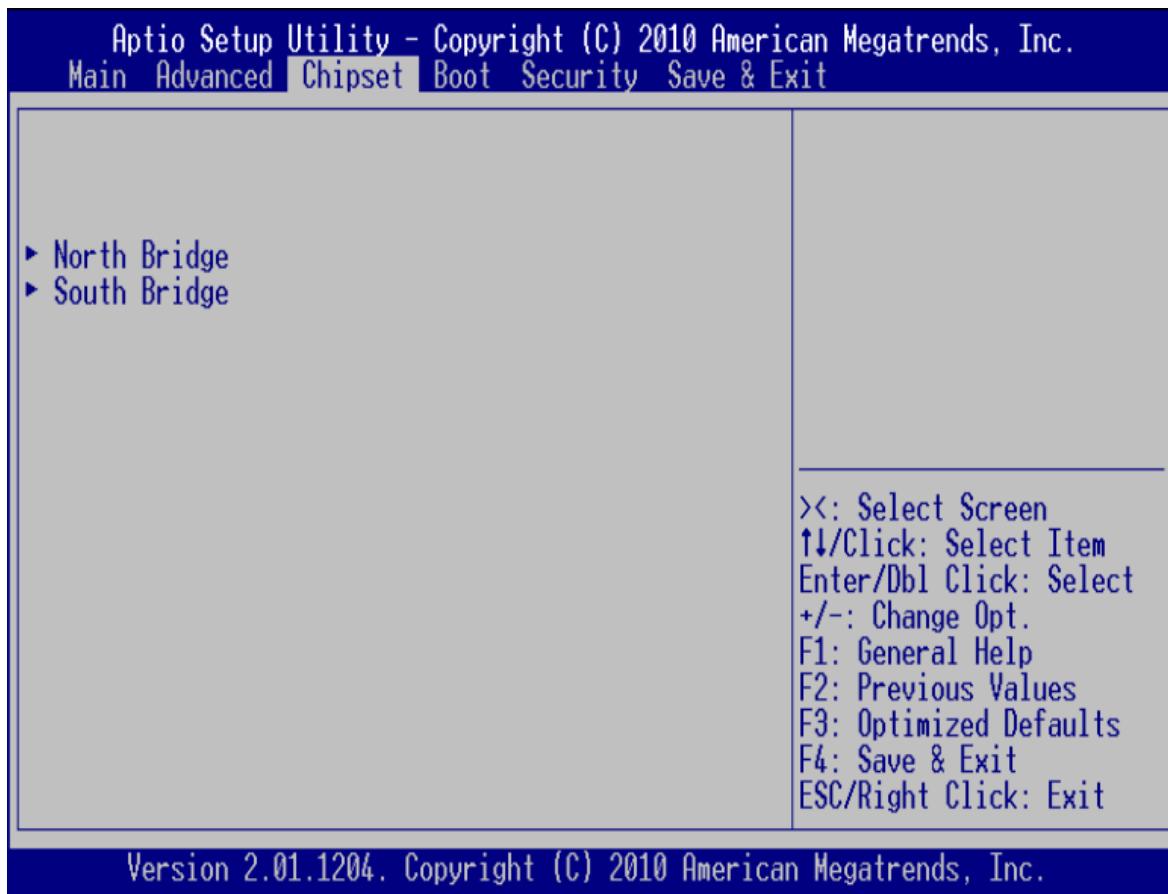 Aptio Setup Utility – Copyright (C) 2010 American Megatrends, Inc.
Main Advanced Chipset Boot Security Save & Exit
► North Bridge
► South Bridge
><: Select Screen
↑↓/Click: Select Item
Enter/Dbl Click: Select
+/-: Change Opt.
F1: General Help
F2: Previous Values
F3: Optimized Defaults
F4: Save & Exit
ESC/Right Click: Exit
Version 2.01.1204. Copyright (C) 2010 American Megatrends, Inc.